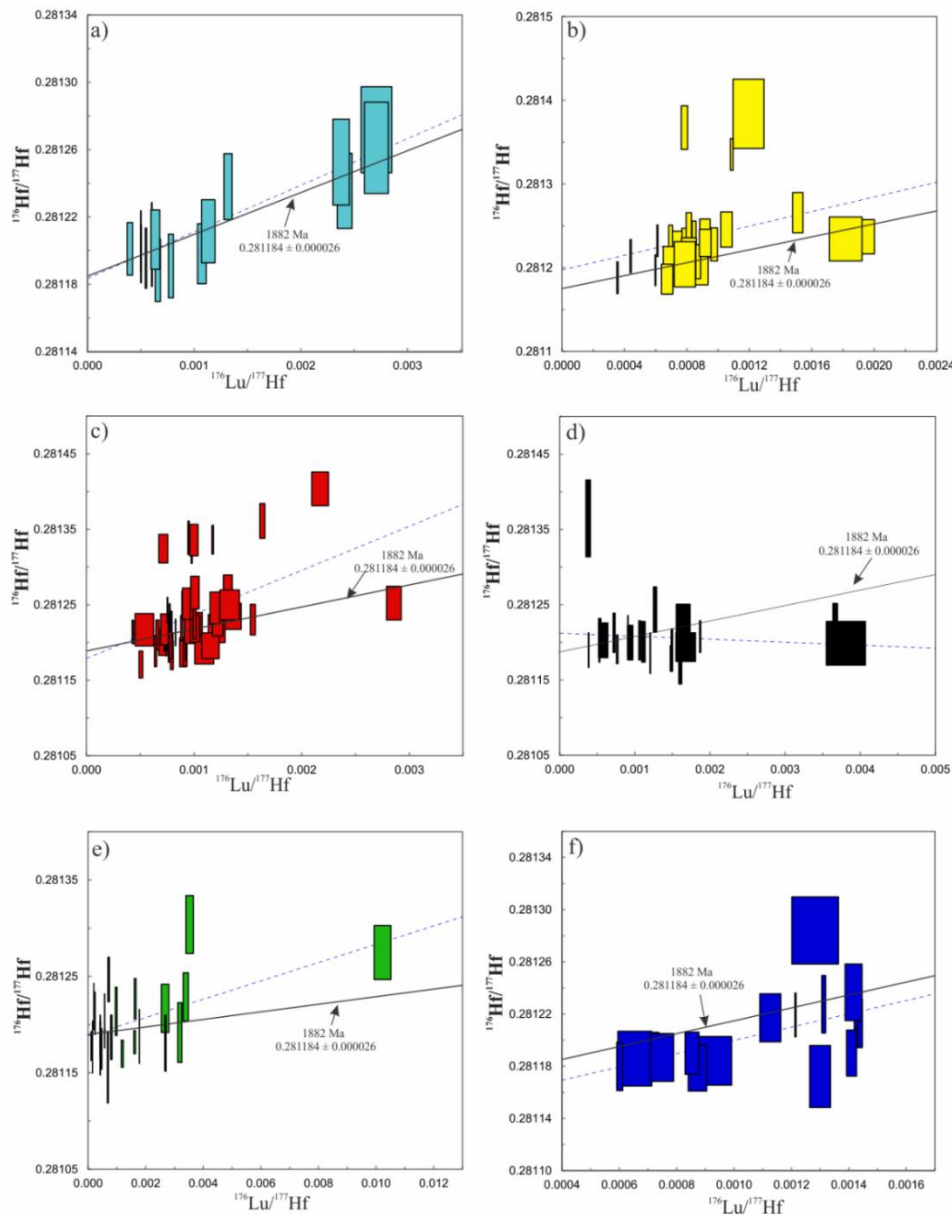 a)
0.28134
0.28130
0.28126
0.28122
0.28118
0.28114
¹⁷⁶Hf/¹⁷⁷Hf
1882 Ma
0.281184 ± 0.000026
0.000 0.001 0.002 0.003
¹⁷⁶Lu/¹⁷⁷Hf
b)
0.2815
0.2814
0.2813
0.2812
0.2811
¹⁷⁶Hf/¹⁷⁷Hf
1882 Ma
0.281184 ± 0.000026
0.0000 0.0004 0.0008 0.0012 0.0016 0.0020 0.0024
¹⁷⁶Lu/¹⁷⁷Hf
c)
0.28145
0.28135
0.28125
0.28115
0.28105
¹⁷⁶Hf/¹⁷⁷Hf
1882 Ma
0.281184 ± 0.000026
0.000 0.001 0.002 0.003
¹⁷⁶Lu/¹⁷⁷Hf
d)
0.28145
0.28135
0.28125
0.28115
0.28105
¹⁷⁶Hf/¹⁷⁷Hf
1882 Ma
0.281184 ± 0.000026
0.000 0.001 0.002 0.003 0.004 0.005
¹⁷⁶Lu/¹⁷⁷Hf
e)
0.28135
0.28125
0.28115
0.28105
¹⁷⁶Hf/¹⁷⁷Hf
1882 Ma
0.281184 ± 0.000026
0.000 0.002 0.004 0.006 0.008 0.010 0.012
¹⁷⁶Lu/¹⁷⁷Hf
f)
0.28134
0.28130
0.28126
0.28122
0.28118
0.28114
0.28110
¹⁷⁶Hf/¹⁷⁷Hf
1882 Ma
0.281184 ± 0.000026
0.0004 0.0006 0.0008 0.0010 0.0012 0.0014 0.0016
¹⁷⁶Lu/¹⁷⁷Hf